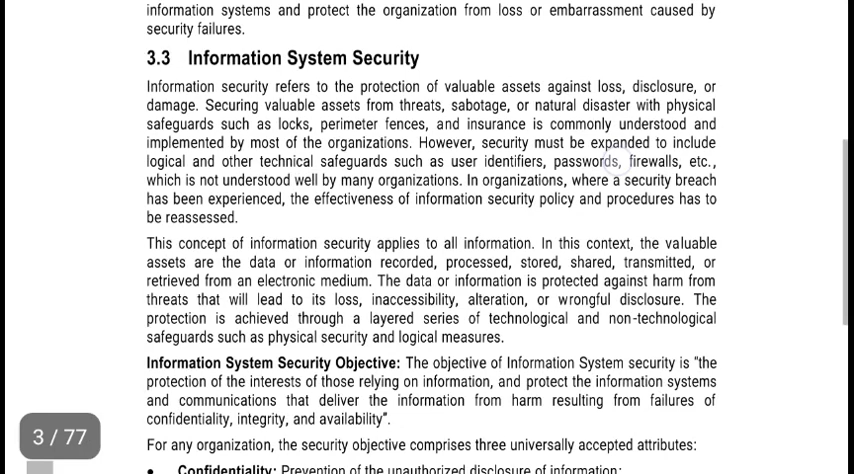 information systems and protect the organization from loss or embarrassment caused by
security failures.
3.3 Information System Security
Information security refers to the protection of valuable assets against loss, disclosure, or
damage. Securing valuable assets from threats, sabotage, or natural disaster with physical
safeguards such as locks, perimeter fences, and insurance is commonly understood and
implemented by most of the organizations. However, security must be expanded to include
logical and other technical safeguards such as user identifiers, passwords, firewalls, etc.,
which is not understood well by many organizations. In organizations, where a security breach
has been experienced, the effectiveness of information security policy and procedures has to
be reassessed.
This concept of information security applies to all information. In this context, the valuable
assets are the data or information recorded, processed, stored, shared, transmitted, or
retrieved from an electronic medium. The data or information is protected against harm from
threats that will lead to its loss, inaccessibility, alteration, or wrongful disclosure. The
protection is achieved through a layered series of technological and non-technological
safeguards such as physical security and logical measures.
Information System Security Objective: The objective of Information System security is "the
protection of the interests of those relying on information, and protect the information systems
and communications that deliver the information from harm resulting from failures of
confidentiality, integrity, and availability".
For any organization, the security objective comprises three universally accepted attributes:
• Confidentiality: Prevention of the unauthorized disclosure of information;
3 / 77